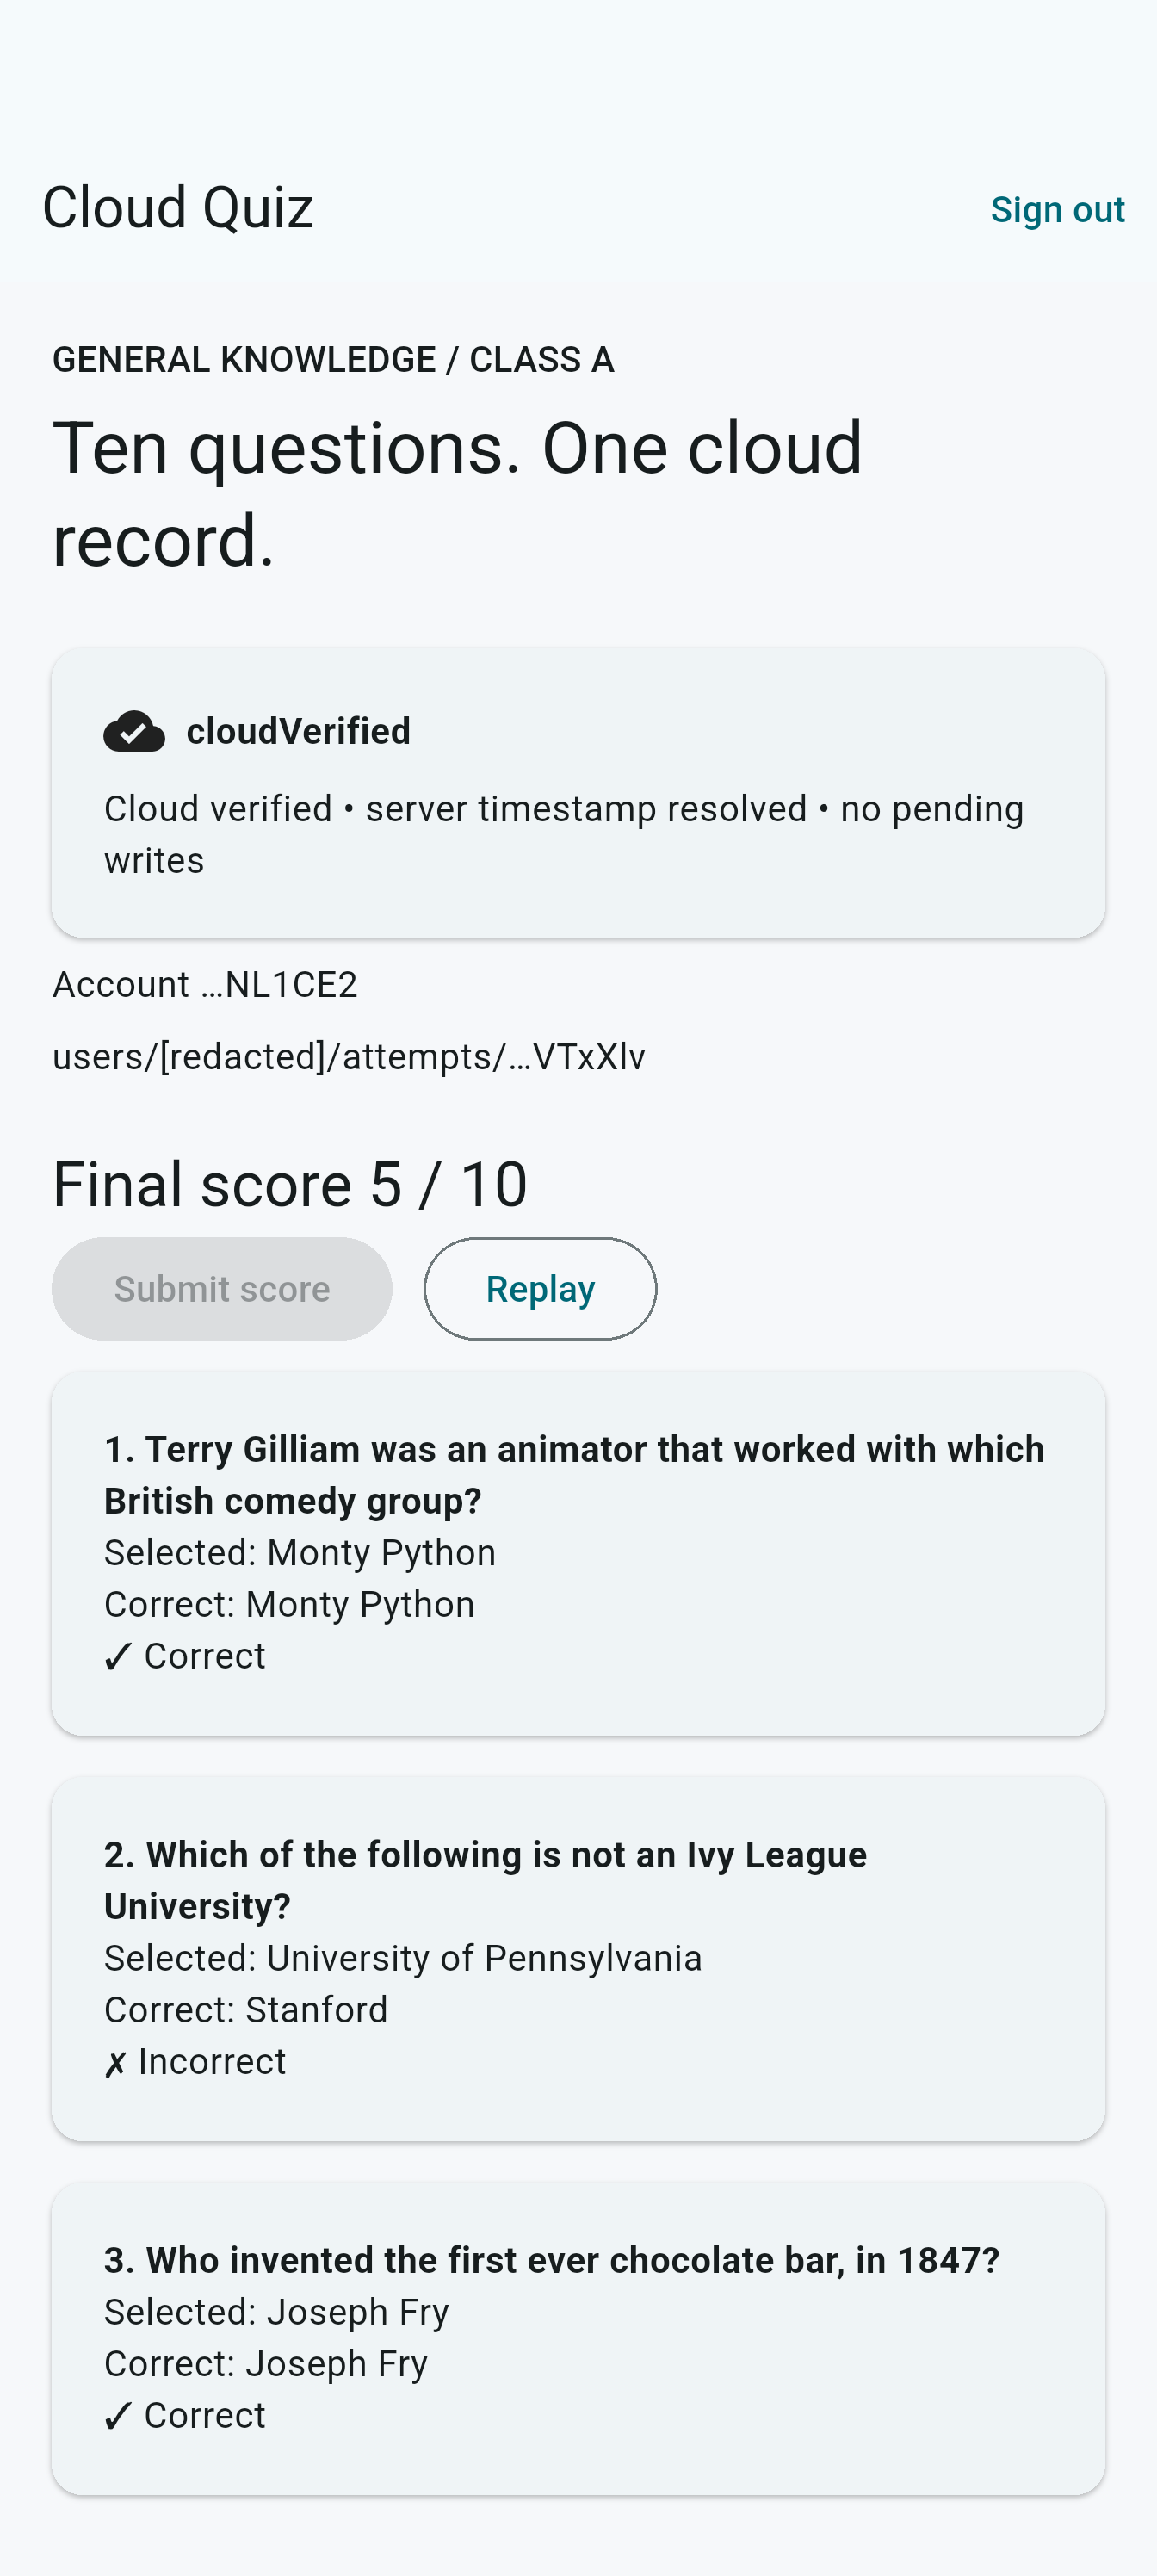 Cloud Quiz
Sign out
GENERAL KNOWLEDGE / CLASS A
Ten questions. One cloud
record.
cloudVerified
Cloud verified • server timestamp resolved • no pending
writes
Account …NL1CE2
users/[redacted]/attempts/…VTxXlv
Final score 5 / 10
Submit score
Replay
1. Terry Gilliam was an animator that worked with which
British comedy group?
Selected: Monty Python
Correct: Monty Python
✓ Correct
2. Which of the following is not an Ivy League
University?
Selected: University of Pennsylvania
Correct: Stanford
✗ Incorrect
3. Who invented the first ever chocolate bar, in 1847?
Selected: Joseph Fry
Correct: Joseph Fry
✓ Correct